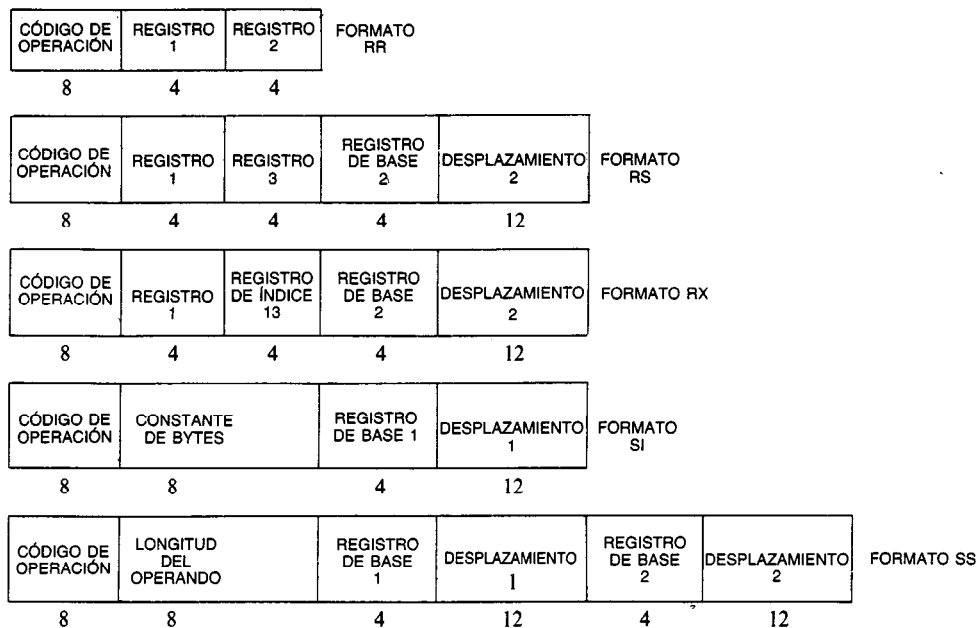 CÓDIGO DE OPERACIÓN REGISTRO 1 REGISTRO 2 FORMATO RR
8 4 4
CÓDIGO DE OPERACIÓN REGISTRO 1 REGISTRO 3 REGISTRO DE BASE 2 DESPLAZAMIENTO 2 FORMATO RS
8 4 4 4 12
CÓDIGO DE OPERACIÓN REGISTRO 1 REGISTRO DE ÍNDICE 13 REGISTRO DE BASE 2 DESPLAZAMIENTO 2 FORMATO RX
8 4 4 4 12
CÓDIGO DE OPERACIÓN CONSTANTE DE BYTES REGISTRO DE BASE 1 DESPLAZAMIENTO 1 FORMATO SI
8 8 4 12
CÓDIGO DE OPERACIÓN LONGITUD DEL OPERANDO REGISTRO DE BASE 1 DESPLAZAMIENTO 1 REGISTRO DE BASE 2 DESPLAZAMIENTO 2 FORMATO SS
8 8 4 12 4 12